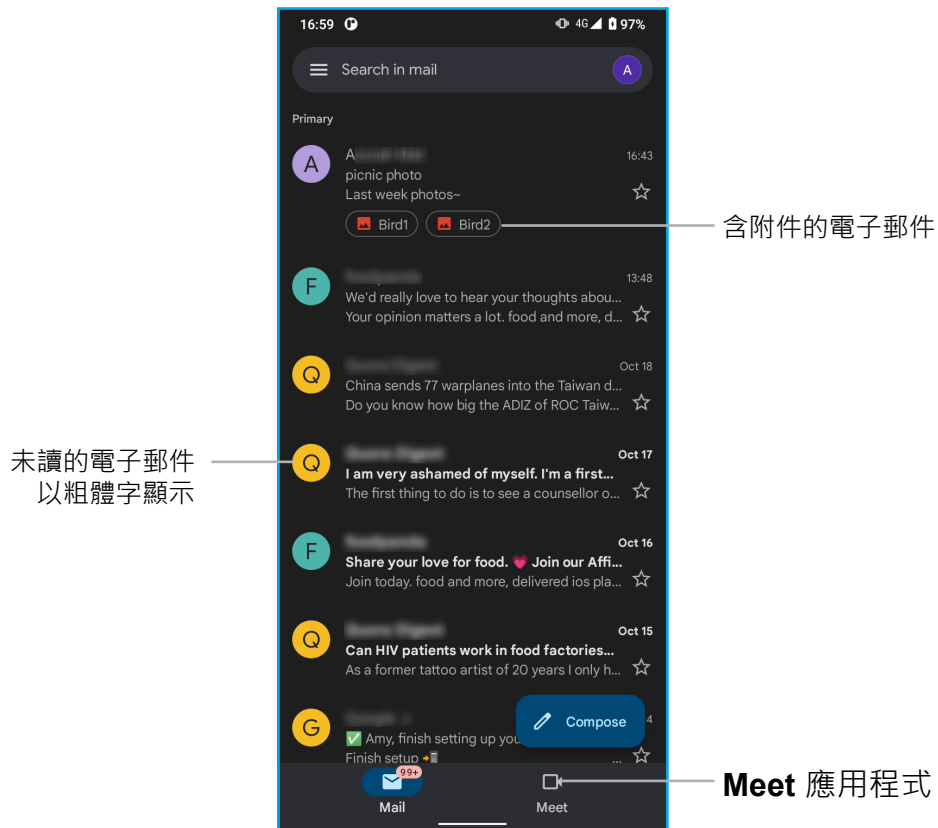 16:59
4G 97%
Search in mail
A
Primary
A
A
16:43
picnic photo
Last week photos~
Bird1 Bird2
含附件的電子郵件
F
13:48
We'd really love to hear your thoughts abou...
Your opinion matters a lot. food and more, d...
Q
Oct 18
China sends 77 warplanes into the Taiwan d...
Do you know how big the ADIZ of ROC Taiw...
未讀的電子郵件
以粗體字顯示
Q
Oct 17
I am very ashamed of myself. I'm a first...
The first thing to do is to see a counsellor o...
F
Oct 16
Share your love for food. 💗 Join our Affi...
Join today. food and more, delivered ios pla...
Q
Oct 15
Can HIV patients work in food factories...
As a former tattoo artist of 20 years I only h...
G
4
✅ Amy, finish setting up you
Compose
Finish setup 📲 ...
99+
Meet 應用程式
Mail Meet